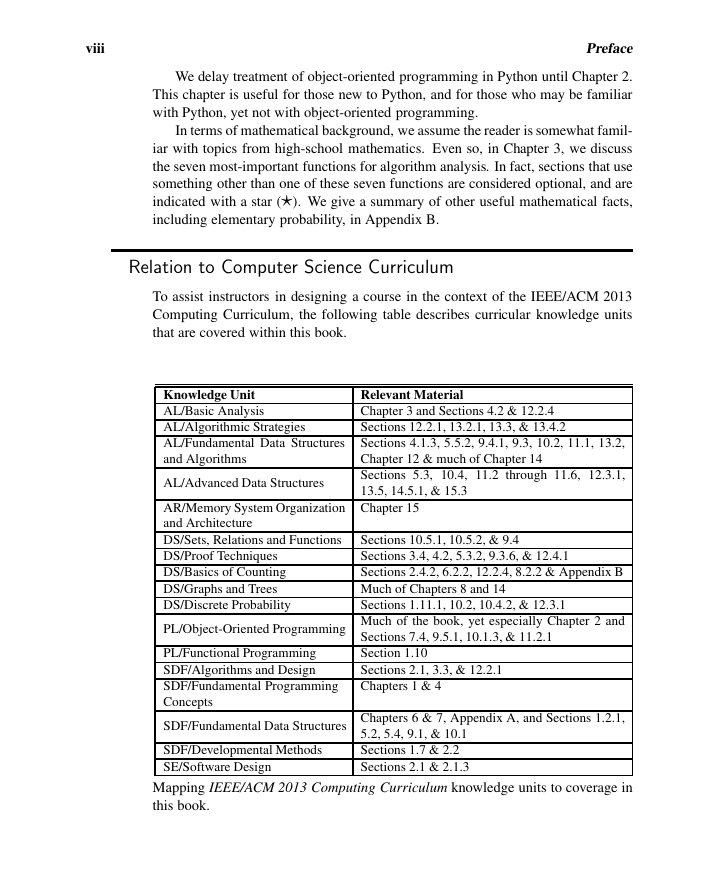 viii Preface
We delay treatment of object-oriented programming in Python until Chapter 2.
This chapter is useful for those new to Python, and for those who may be familiar
with Python, yet not with object-oriented programming.
In terms of mathematical background, we assume the reader is somewhat famil-
iar with topics from high-school mathematics. Even so, in Chapter 3, we discuss
the seven most-important functions for algorithm analysis. In fact, sections that use
something other than one of these seven functions are considered optional, and are
indicated with a star (★). We give a summary of other useful mathematical facts,
including elementary probability, in Appendix B.
Relation to Computer Science Curriculum
To assist instructors in designing a course in the context of the IEEE/ACM 2013
Computing Curriculum, the following table describes curricular knowledge units
that are covered within this book.
Knowledge Unit Relevant Material
AL/Basic Analysis Chapter 3 and Sections 4.2 & 12.2.4
AL/Algorithmic Strategies Sections 12.2.1, 13.2.1, 13.3, & 13.4.2
AL/Fundamental Data Structures Sections 4.1.3, 5.5.2, 9.4.1, 9.3, 10.2, 11.1, 13.2,
and Algorithms Chapter 12 & much of Chapter 14
AL/Advanced Data Structures Sections 5.3, 10.4, 11.2 through 11.6, 12.3.1,
13.5, 14.5.1, & 15.3
AR/Memory System Organization Chapter 15
and Architecture
DS/Sets, Relations and Functions Sections 10.5.1, 10.5.2, & 9.4
DS/Proof Techniques Sections 3.4, 4.2, 5.3.2, 9.3.6, & 12.4.1
DS/Basics of Counting Sections 2.4.2, 6.2.2, 12.2.4, 8.2.2 & Appendix B
DS/Graphs and Trees Much of Chapters 8 and 14
DS/Discrete Probability Sections 1.11.1, 10.2, 10.4.2, & 12.3.1
PL/Object-Oriented Programming Much of the book, yet especially Chapter 2 and
Sections 7.4, 9.5.1, 10.1.3, & 11.2.1
PL/Functional Programming Section 1.10
SDF/Algorithms and Design Sections 2.1, 3.3, & 12.2.1
SDF/Fundamental Programming Chapters 1 & 4
Concepts
SDF/Fundamental Data Structures Chapters 6 & 7, Appendix A, and Sections 1.2.1,
5.2, 5.4, 9.1, & 10.1
SDF/Developmental Methods Sections 1.7 & 2.2
SE/Software Design Sections 2.1 & 2.1.3
Mapping IEEE/ACM 2013 Computing Curriculum knowledge units to coverage in
this book.